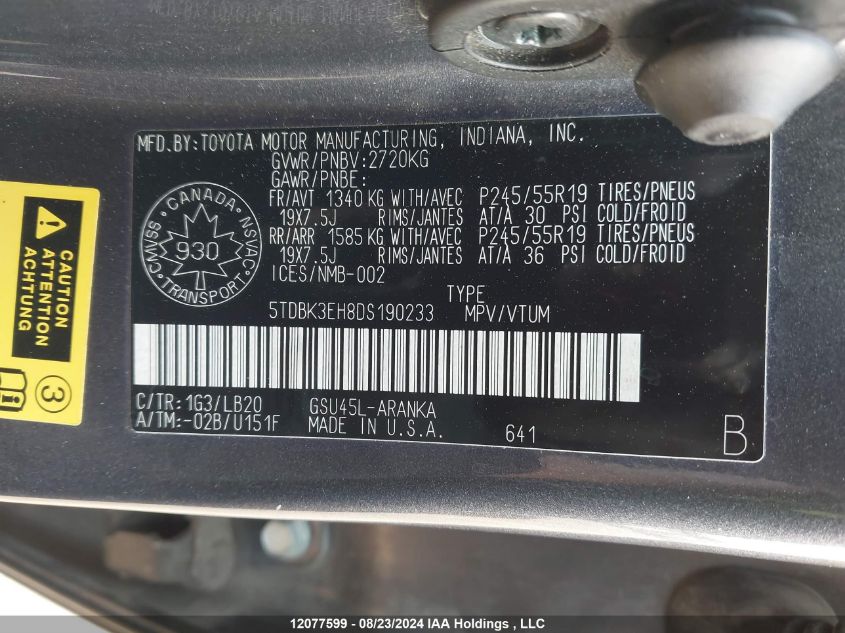 MFD.BY:TOYOTA MOTOR MANUFACTURING, INDIANA, INC.
GVWR/PNBV:2720KG
GAWR/PNBE:
FR/AVT 1340 KG WITH/AVEC P245/55R19 TIRES/PNEUS
19X7.5J RIMS/JANTES AT/A 30 PSI COLD/FROID
RR/ARR 1585 KG WITH/AVEC P245/55R19 TIRES/PNEUS
19X7.5J RIMS/JANTES AT/A 36 PSI COLD/FROID
ICES/NMB-002
CANADA
CMVSS NSVAC
930
TRANSPORT
TYPE
5TDBK3EH8DS190233 MPV/VTUM
C/TR:1G3/LB20 GSU45L-ARANKA
A/TM:-02B/U151F MADE IN U.S.A. 641 B
CAUTION
ATTENTION
ACHTUNG
3
12077599 - 08/23/2024 IAA Holdings , LLC